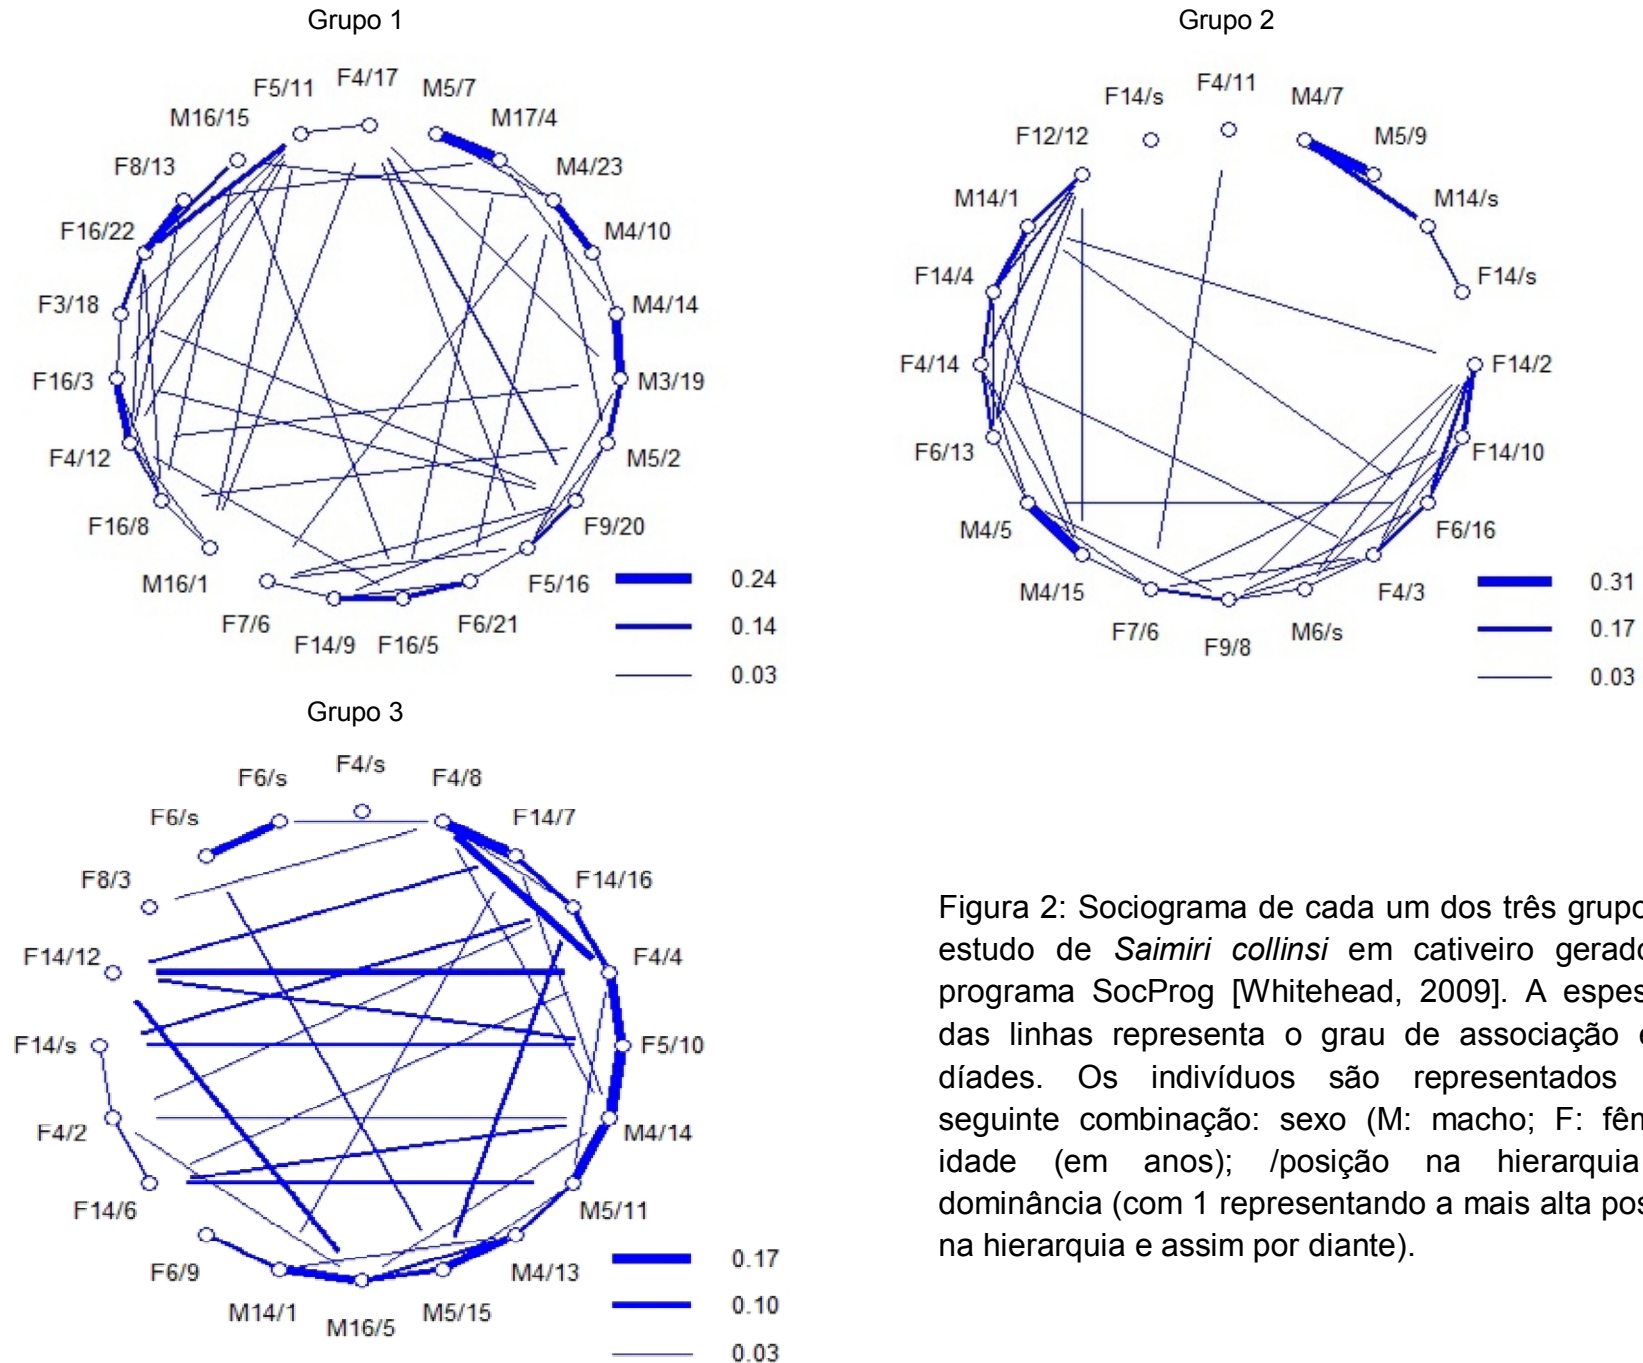 Grupo 1
F4/17
F5/11
M5/7
M16/15
M17/4
F8/13
M4/23
F16/22
M4/10
F3/18
M4/14
F16/3
M3/19
F4/12
M5/2
F16/8
F9/20
M16/1
F5/16
F7/6
F6/21
F14/9
F16/5
0.24
0.14
0.03
Grupo 2
F4/11
F14/s
M4/7
F12/12
M5/9
M14/1
M14/s
F14/4
F14/s
F4/14
F14/2
F6/13
F14/10
M4/5
F6/16
M4/15
F4/3
F7/6
M6/s
F9/8
0.31
0.17
0.03
Grupo 3
F4/s
F6/s
F4/8
F6/s
F14/7
F8/3
F14/16
F14/12
F4/4
F14/s
F5/10
F4/2
M4/14
F14/6
M5/11
F6/9
M4/13
M14/1
M5/15
M16/5
0.17
0.10
0.03
Figura 2: Sociograma de cada um dos três grupo
estudo de Saimiri collinsi em cativeiro gerado
programa SocProg [Whitehead, 2009]. A espes
das linhas representa o grau de associação e
díades. Os indivíduos são representados
seguinte combinação: sexo (M: macho; F: fêm
idade (em anos); /posição na hierarquia
dominância (com 1 representando a mais alta pos
na hierarquia e assim por diante).